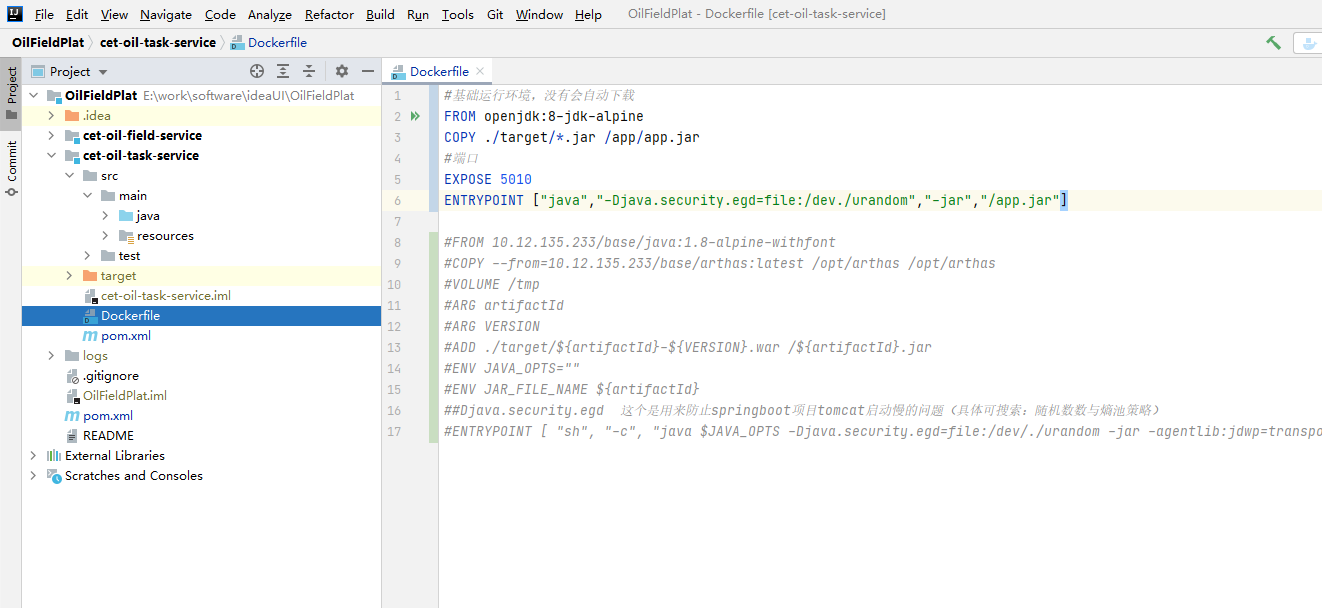 File Edit View Navigate Code Analyze Refactor Build Run Tools Git Window Help OilFieldPlat - Dockerfile [cet-oil-task-service]
OilFieldPlat cet-oil-task-service Dockerfile
Project
Commit
Project
OilFieldPlat E:\work\software\ideaUI\OilFieldPlat
.idea
cet-oil-field-service
cet-oil-task-service
src
main
java
resources
test
target
cet-oil-task-service.iml
Dockerfile
pom.xml
logs
.gitignore
OilFieldPlat.iml
pom.xml
README
External Libraries
Scratches and Consoles
Dockerfile
1 #基础运行环境，没有会自动下载
2 FROM openjdk:8-jdk-alpine
3 COPY ./target/*.jar /app/app.jar
4 #端口
5 EXPOSE 5010
6 ENTRYPOINT ["java","-Djava.security.egd=file:/dev./urandom","-jar","/app.jar"]
7
8 #FROM 10.12.135.233/base/java:1.8-alpine-withfont
9 #COPY --from=10.12.135.233/base/arthas:latest /opt/arthas /opt/arthas
10 #VOLUME /tmp
11 #ARG artifactId
12 #ARG VERSION
13 #ADD ./target/${artifactId}-${VERSION}.war /${artifactId}.jar
14 #ENV JAVA_OPTS=""
15 #ENV JAR_FILE_NAME ${artifactId}
16 ##Djava.security.egd 这个是用来防止springboot项目tomcat启动慢的问题（具体可搜索：随机数数与熵池策略）
17 #ENTRYPOINT [ "sh", "-c", "java $JAVA_OPTS -Djava.security.egd=file:/dev/./urandom -jar -agentlib:jdwp=transpo